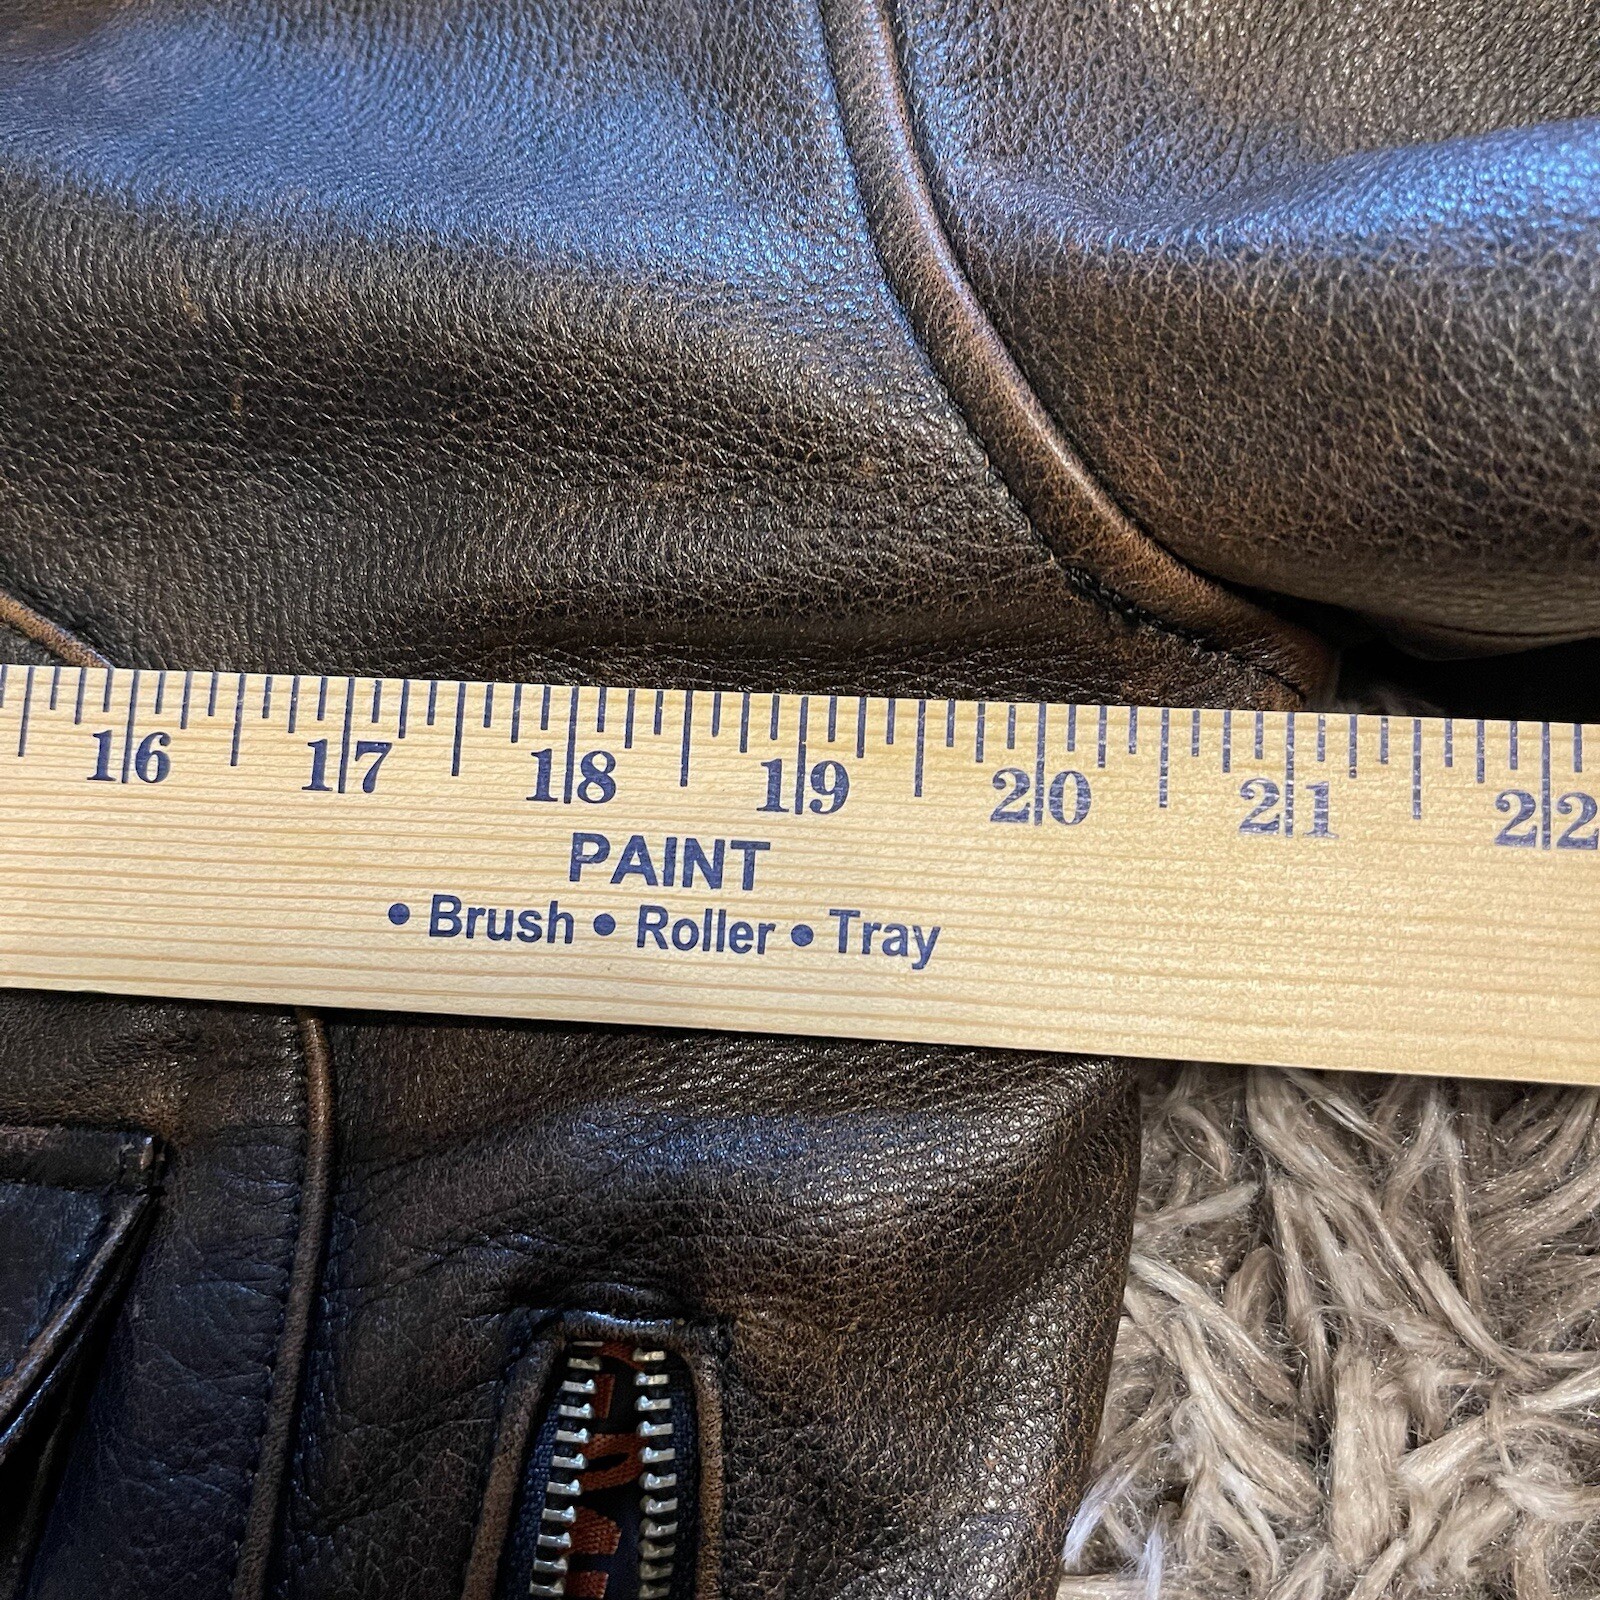 16 17 18 19 20 21 22
PAINT
• Brush • Roller • Tray